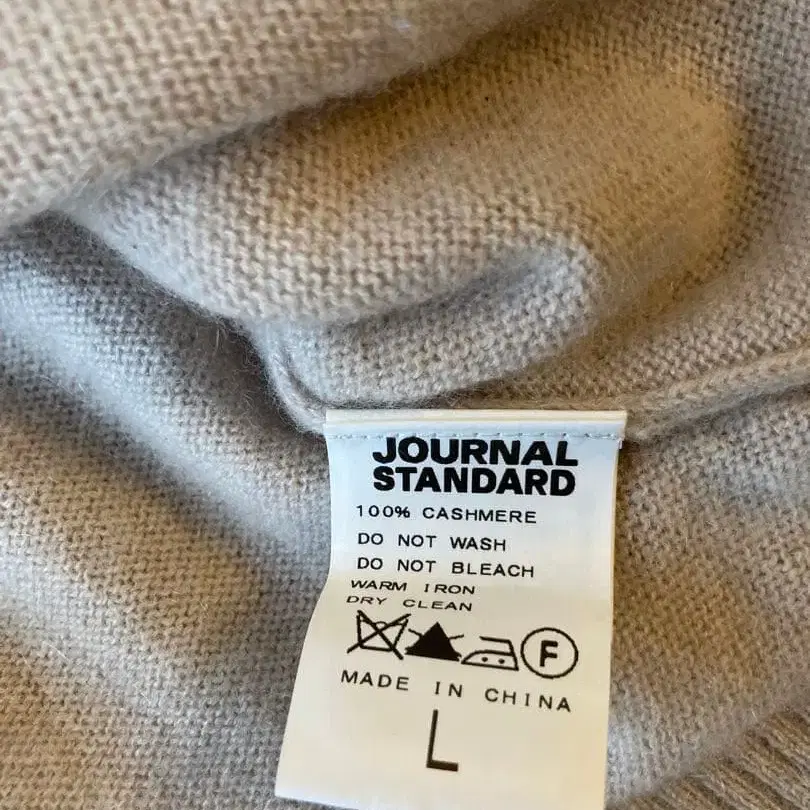 JOURNAL
STANDARD
100% CASHMERE
DO NOT WASH
DO NOT BLEACH
WARM IRON
DRY CLEAN
F
MADE IN CHINA
L